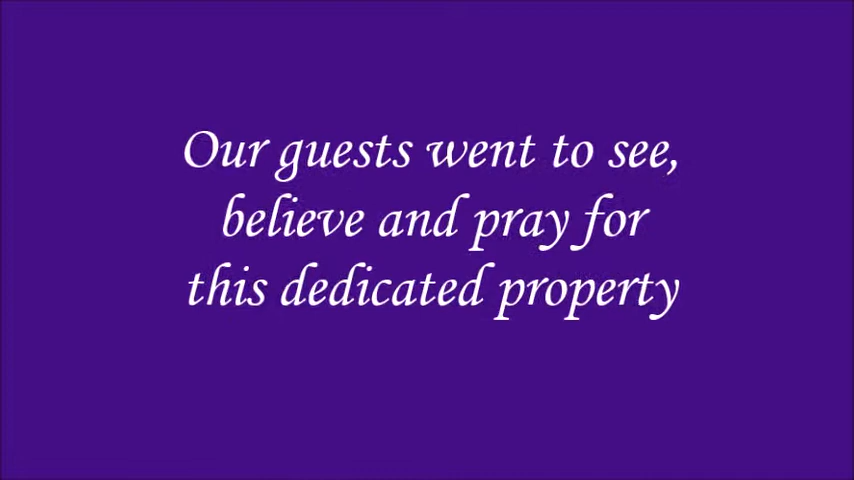 Our guests went to see,
believe and pray for
this dedicated property